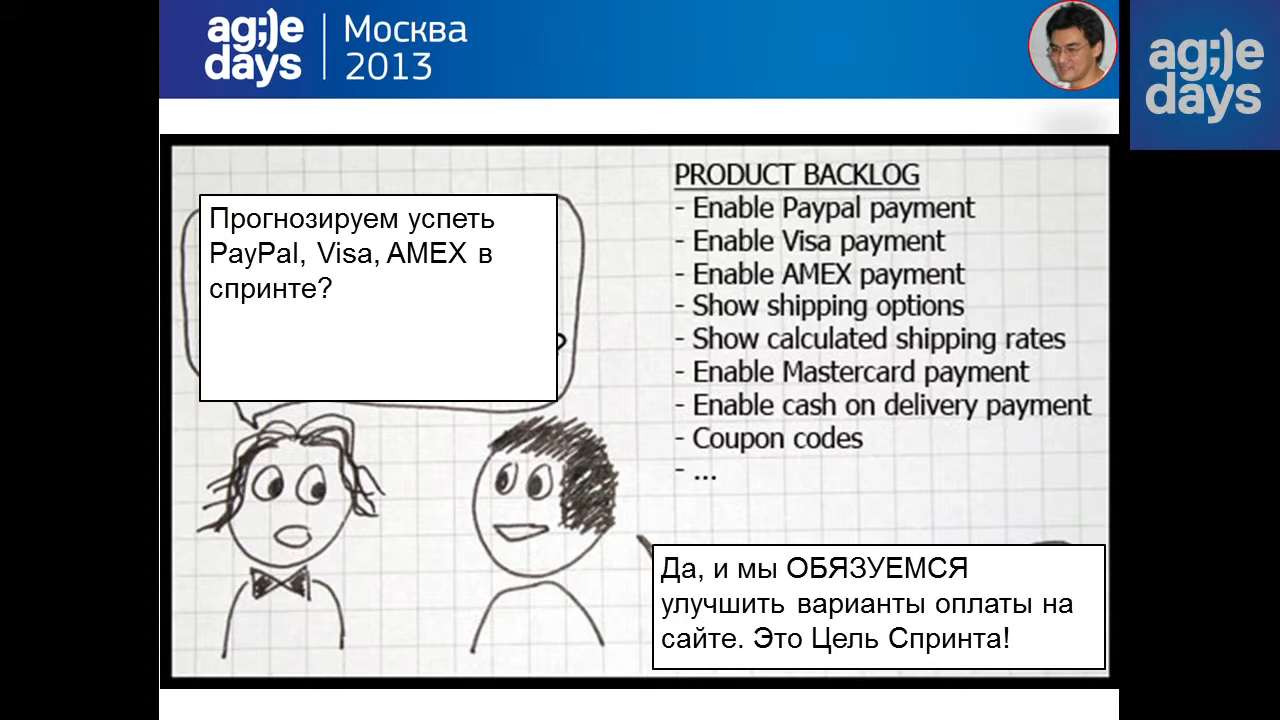 ag;)e
days
Москва
2013
ag;)e
days
Прогнозируем успеть
PayPal, Visa, AMEX в
спринте?
PRODUCT BACKLOG
- Enable Paypal payment
- Enable Visa payment
- Enable AMEX payment
- Show shipping options
- Show calculated shipping rates
- Enable Mastercard payment
- Enable cash on delivery payment
- Coupon codes
- ...
Да, и мы ОБЯЗУЕМСЯ
улучшить варианты оплаты на
сайте. Это Цель Спринта!